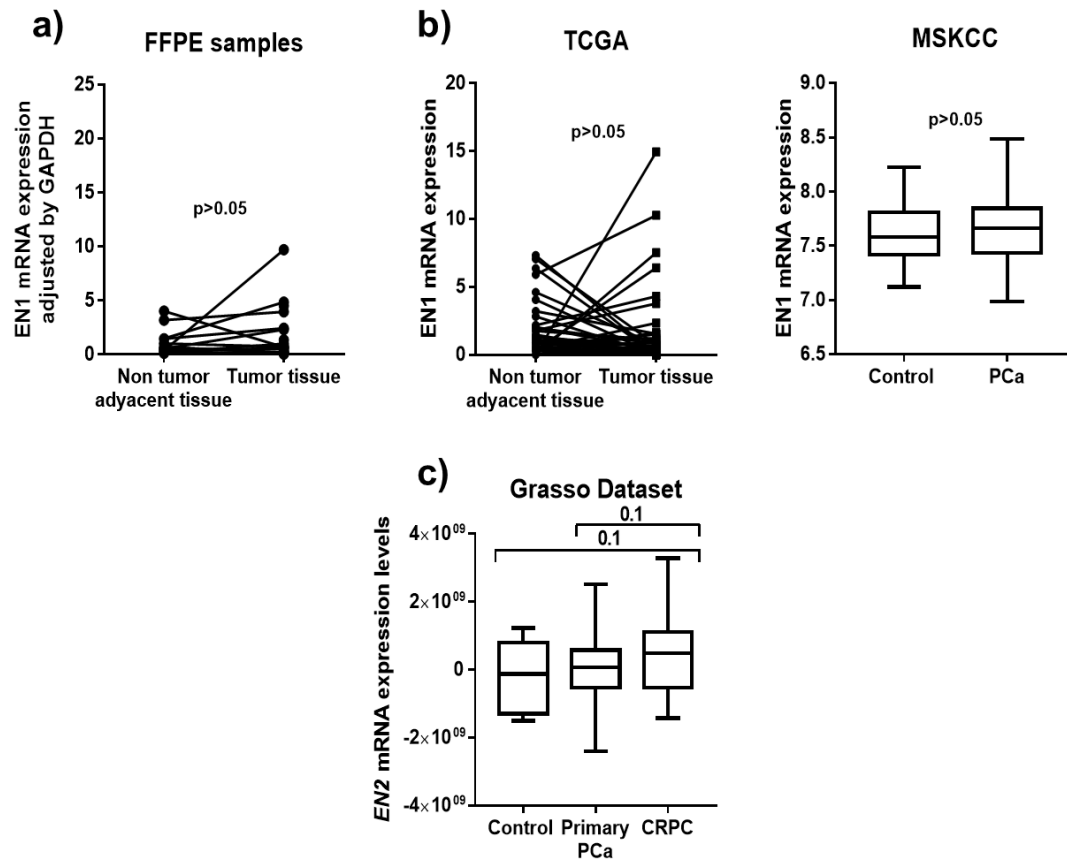 a)
FFPE samples
EN1 mRNA expression
adjusted by GAPDH
25
20
15
10
5
0
p>0.05
Non tumor
adyacent tissue
Tumor tissue
b)
TCGA
EN1 mRNA expression
20
15
10
5
0
p>0.05
Non tumor
adyacent tissue
Tumor tissue
MSKCC
EN1 mRNA expression
9.0
8.5
8.0
7.5
7.0
6.5
p>0.05
Control
PCa
c)
Grasso Dataset
EN2 mRNA expression levels
4×10⁰⁹
2×10⁰⁹
0
-2×10⁰⁹
-4×10⁰⁹
0.1
0.1
Control
Primary
PCa
CRPC